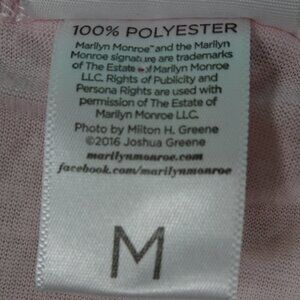 100% POLYESTER
Marilyn Monroe™ and the Marilyn
Monroe signature are trademarks
of The Estate of Marilyn Monroe
LLC. Rights of Publicity and
Persona Rights are used with
permission of The Estate of
Marilyn Monroe LLC.
Photo by Milton H. Greene
©2016 Joshua Greene
marilynmonroe.com
facebook.com/marilynmonroe
M